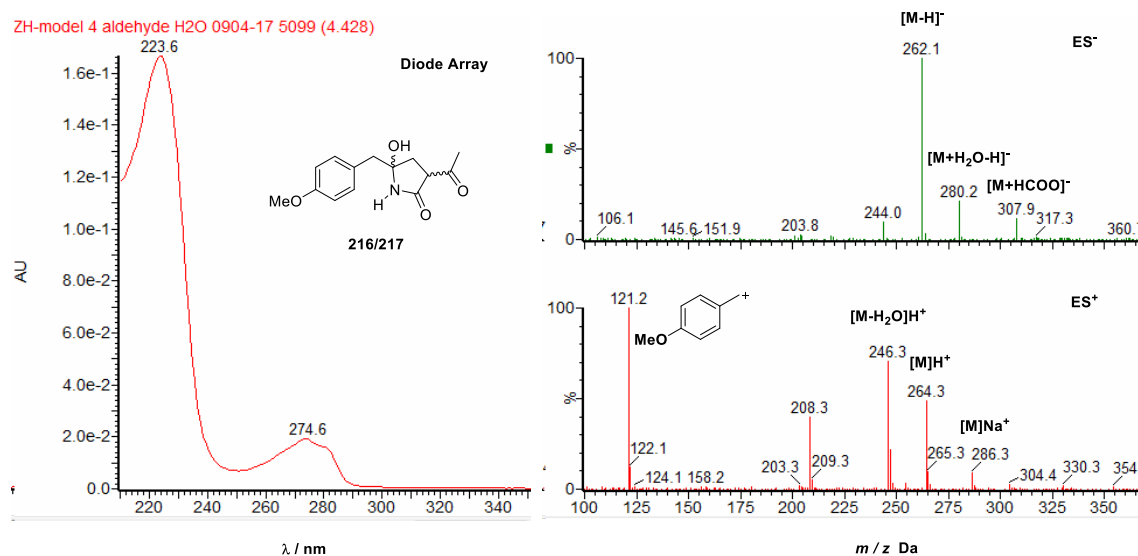 ZH-model 4 aldehyde H2O 0904-17 5099 (4.428)
223.6
Diode Array
1.6e-1
1.4e-1
1.2e-1
1.0e-1
8.0e-2
6.0e-2
4.0e-2
2.0e-2
0.0
AU
OH
MeO
N
H
O
O
216/217
274.6
220 240 260 280 300 320 340
λ / nm
[M-H]⁻
262.1
ES⁻
100
%
0
[M+H₂O-H]⁻
280.2
[M+HCOO]⁻
307.9
106.1
145.6
151.9
203.8
244.0
317.3
360.
121.2
MeO
+
[M-H₂O]H⁺
246.3
ES⁺
100
%
0
[M]H⁺
264.3
208.3
[M]Na⁺
122.1
124.1
158.2
203.3
209.3
265.3
286.3
304.4
330.3
354
100 125 150 175 200 225 250 275 300 325 350
m / z Da